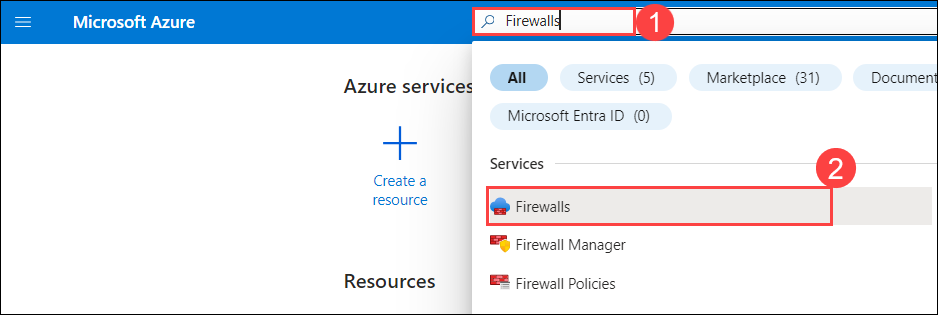 Microsoft Azure
Firewalls
1
All
Services (5)
Marketplace (31)
Document
Microsoft Entra ID (0)
Azure services
Create a
resource
Services
2
Firewalls
Firewall Manager
Firewall Policies
Resources